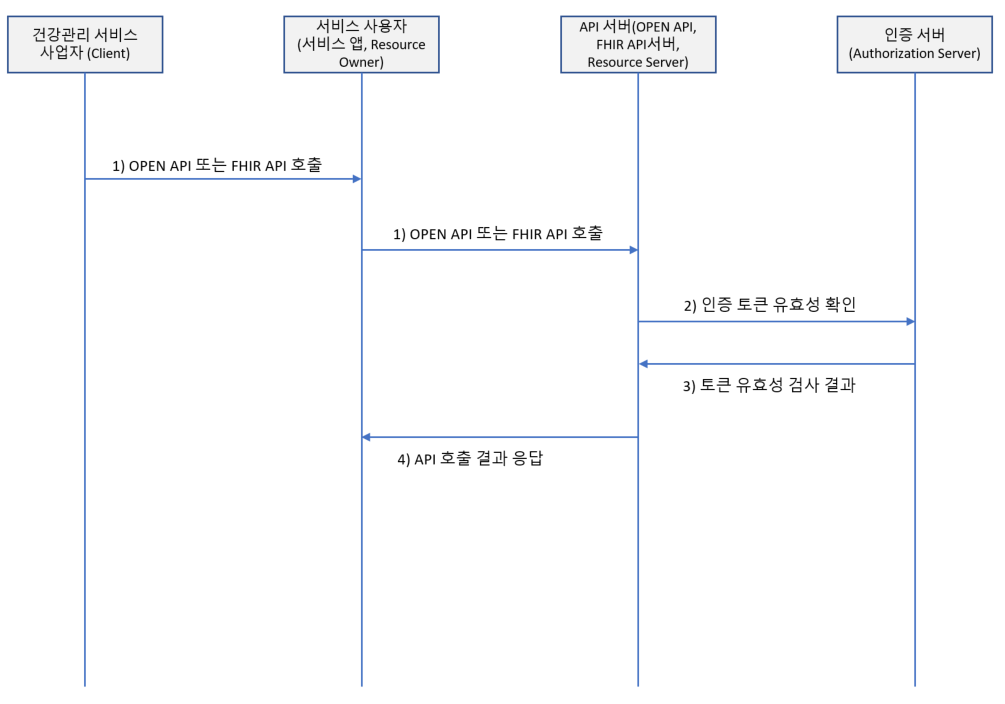 건강관리 서비스
사업자 (Client)
서비스 사용자
(서비스 앱, Resource
Owner)
API 서버(OPEN API,
FHIR API서버,
Resource Server)
인증 서버
(Authorization Server)
1) OPEN API 또는 FHIR API 호출
1) OPEN API 또는 FHIR API 호출
2) 인증 토큰 유효성 확인
3) 토큰 유효성 검사 결과
4) API 호출 결과 응답